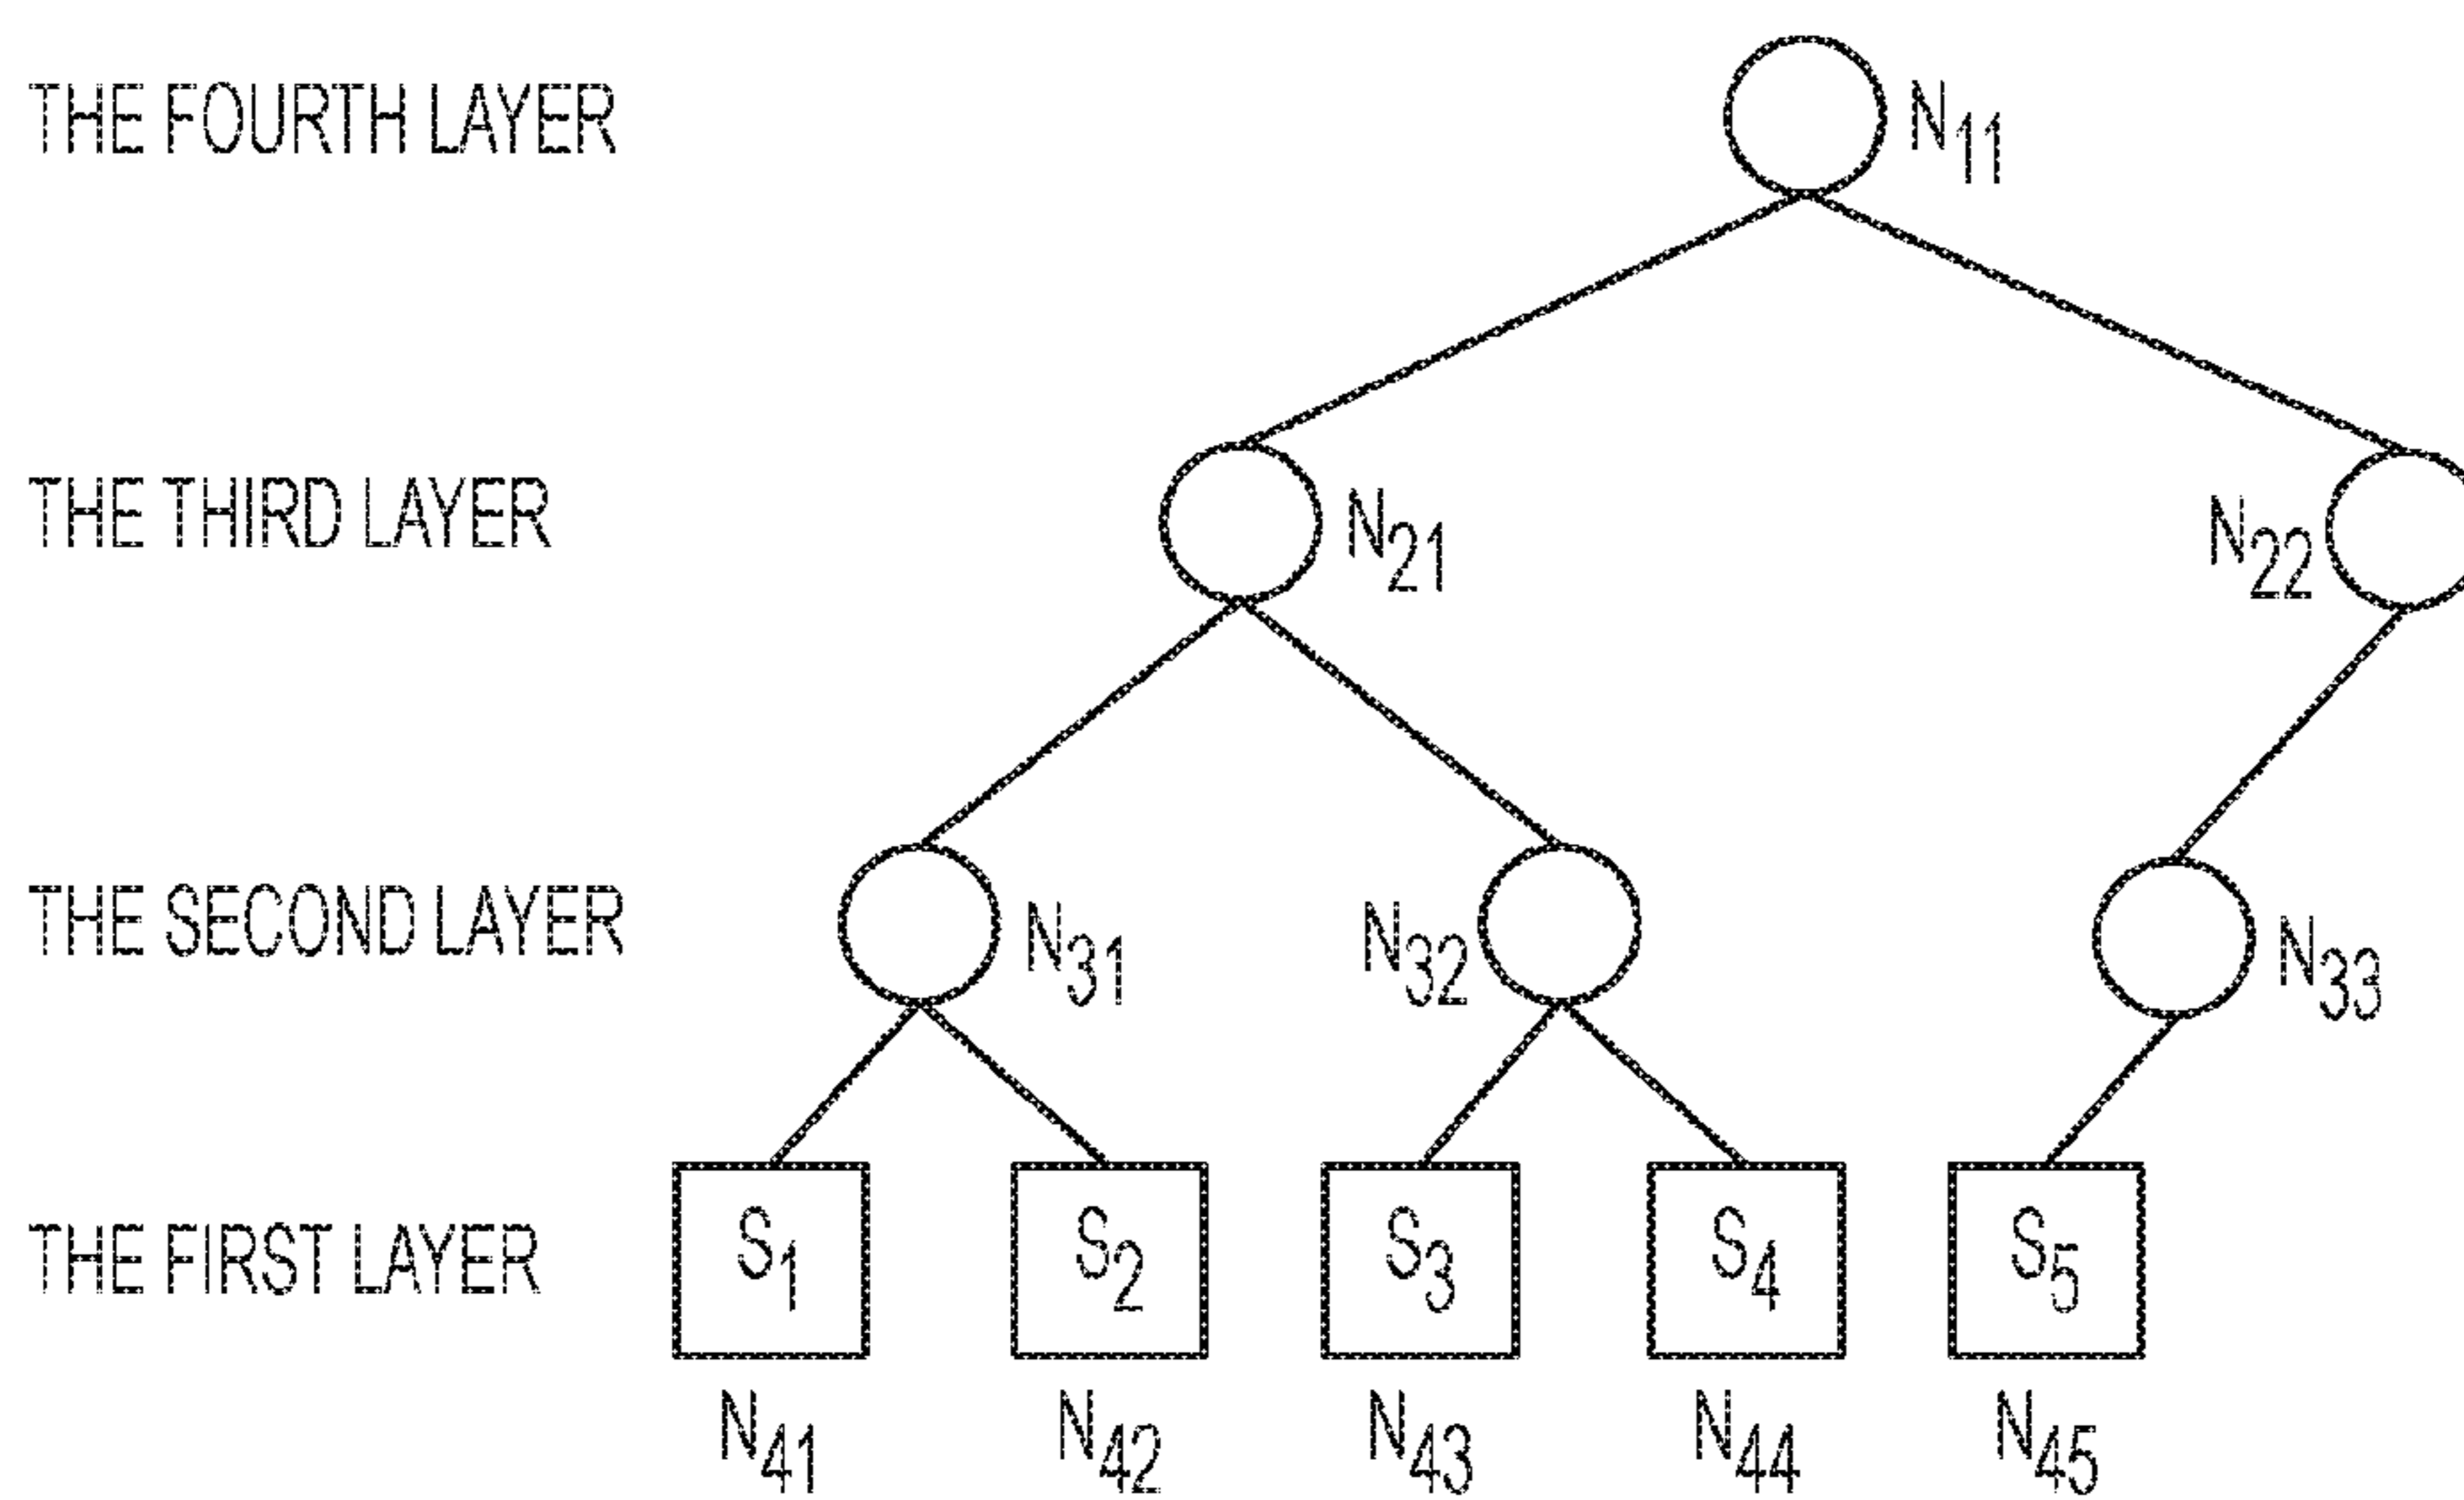 THE FOURTH LAYER N11
THE THIRD LAYER N21 N22
THE SECOND LAYER N31 N32 N33
THE FIRST LAYER S1 S2 S3 S4 S5
N41 N42 N43 N44 N45